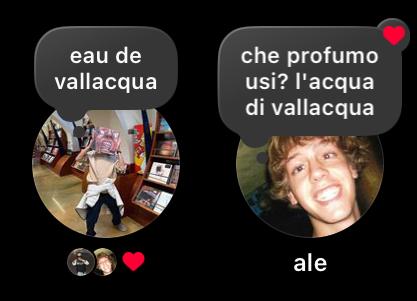 eau de
vallacqua
che profumo
usi? l'acqua
di vallacqua
ale